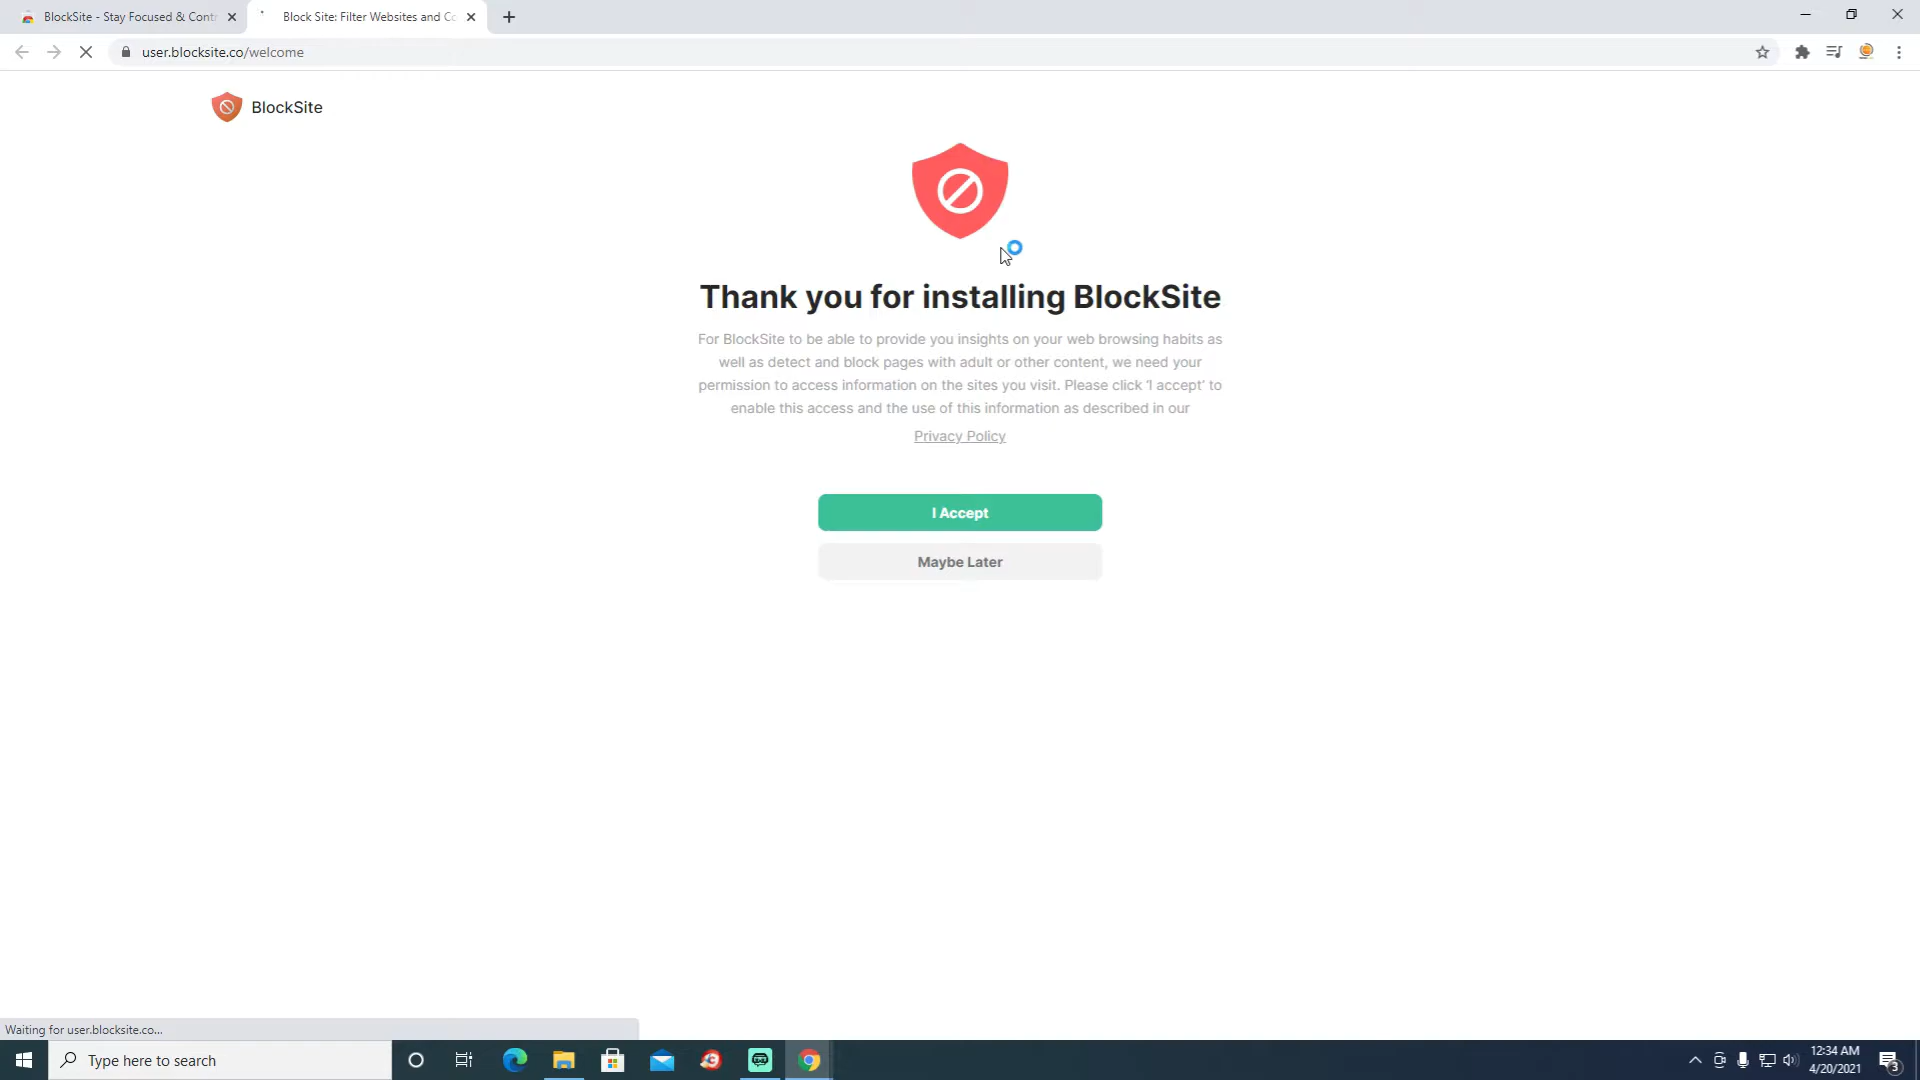 BlockSite - Stay Focused & Contr
Block Site: Filter Websites and Co
user.blocksite.co/welcome
BlockSite
Thank you for installing BlockSite
For BlockSite to be able to provide you insights on your web browsing habits as
well as detect and block pages with adult or other content, we need your
permission to access information on the sites you visit. Please click 'I accept' to
enable this access and the use of this information as described in our
Privacy Policy
I Accept
Maybe Later
Waiting for user.blocksite.co...
Type here to search
12:34 AM
4/20/2021
3